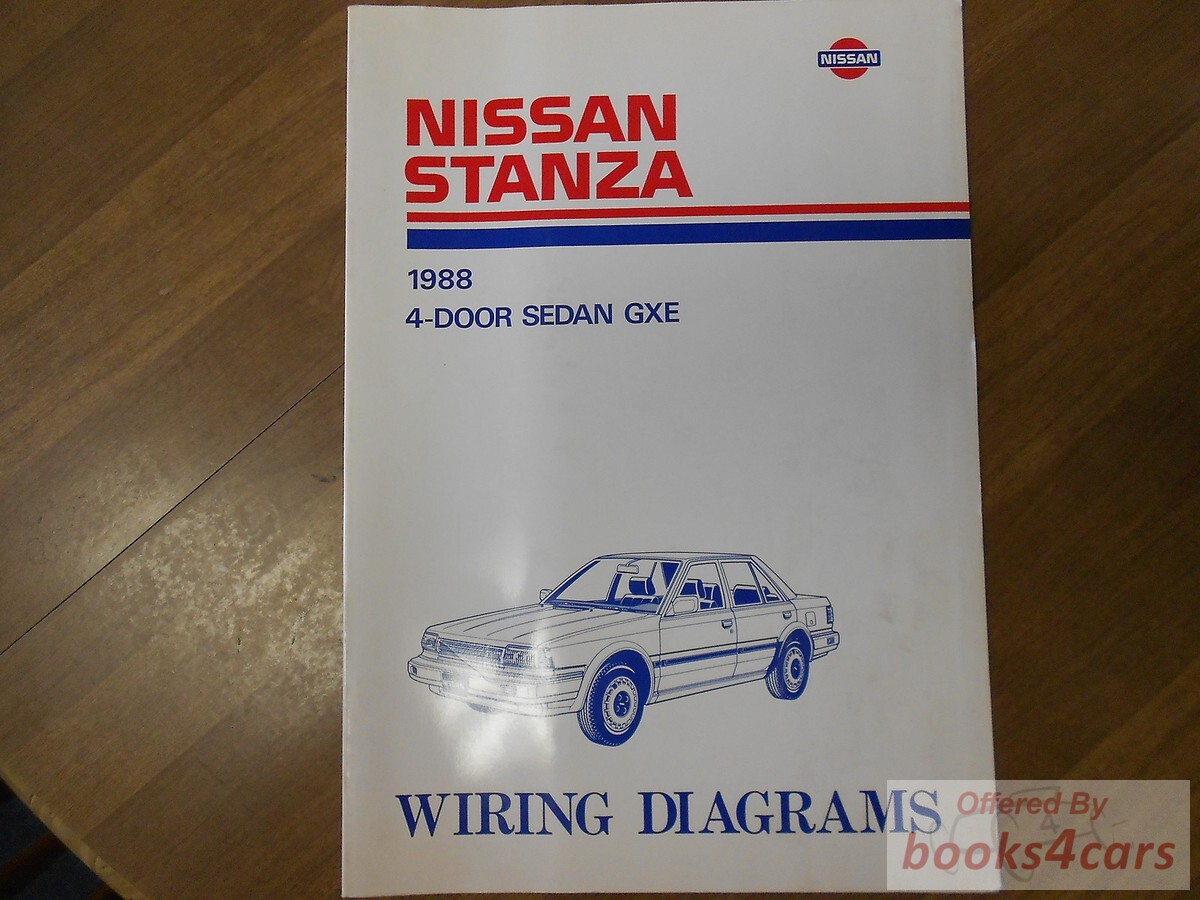 NISSAN
NISSAN
STANZA
1988
4-DOOR SEDAN GXE
WIRING DIAGRAMS
Offered By
books4cars